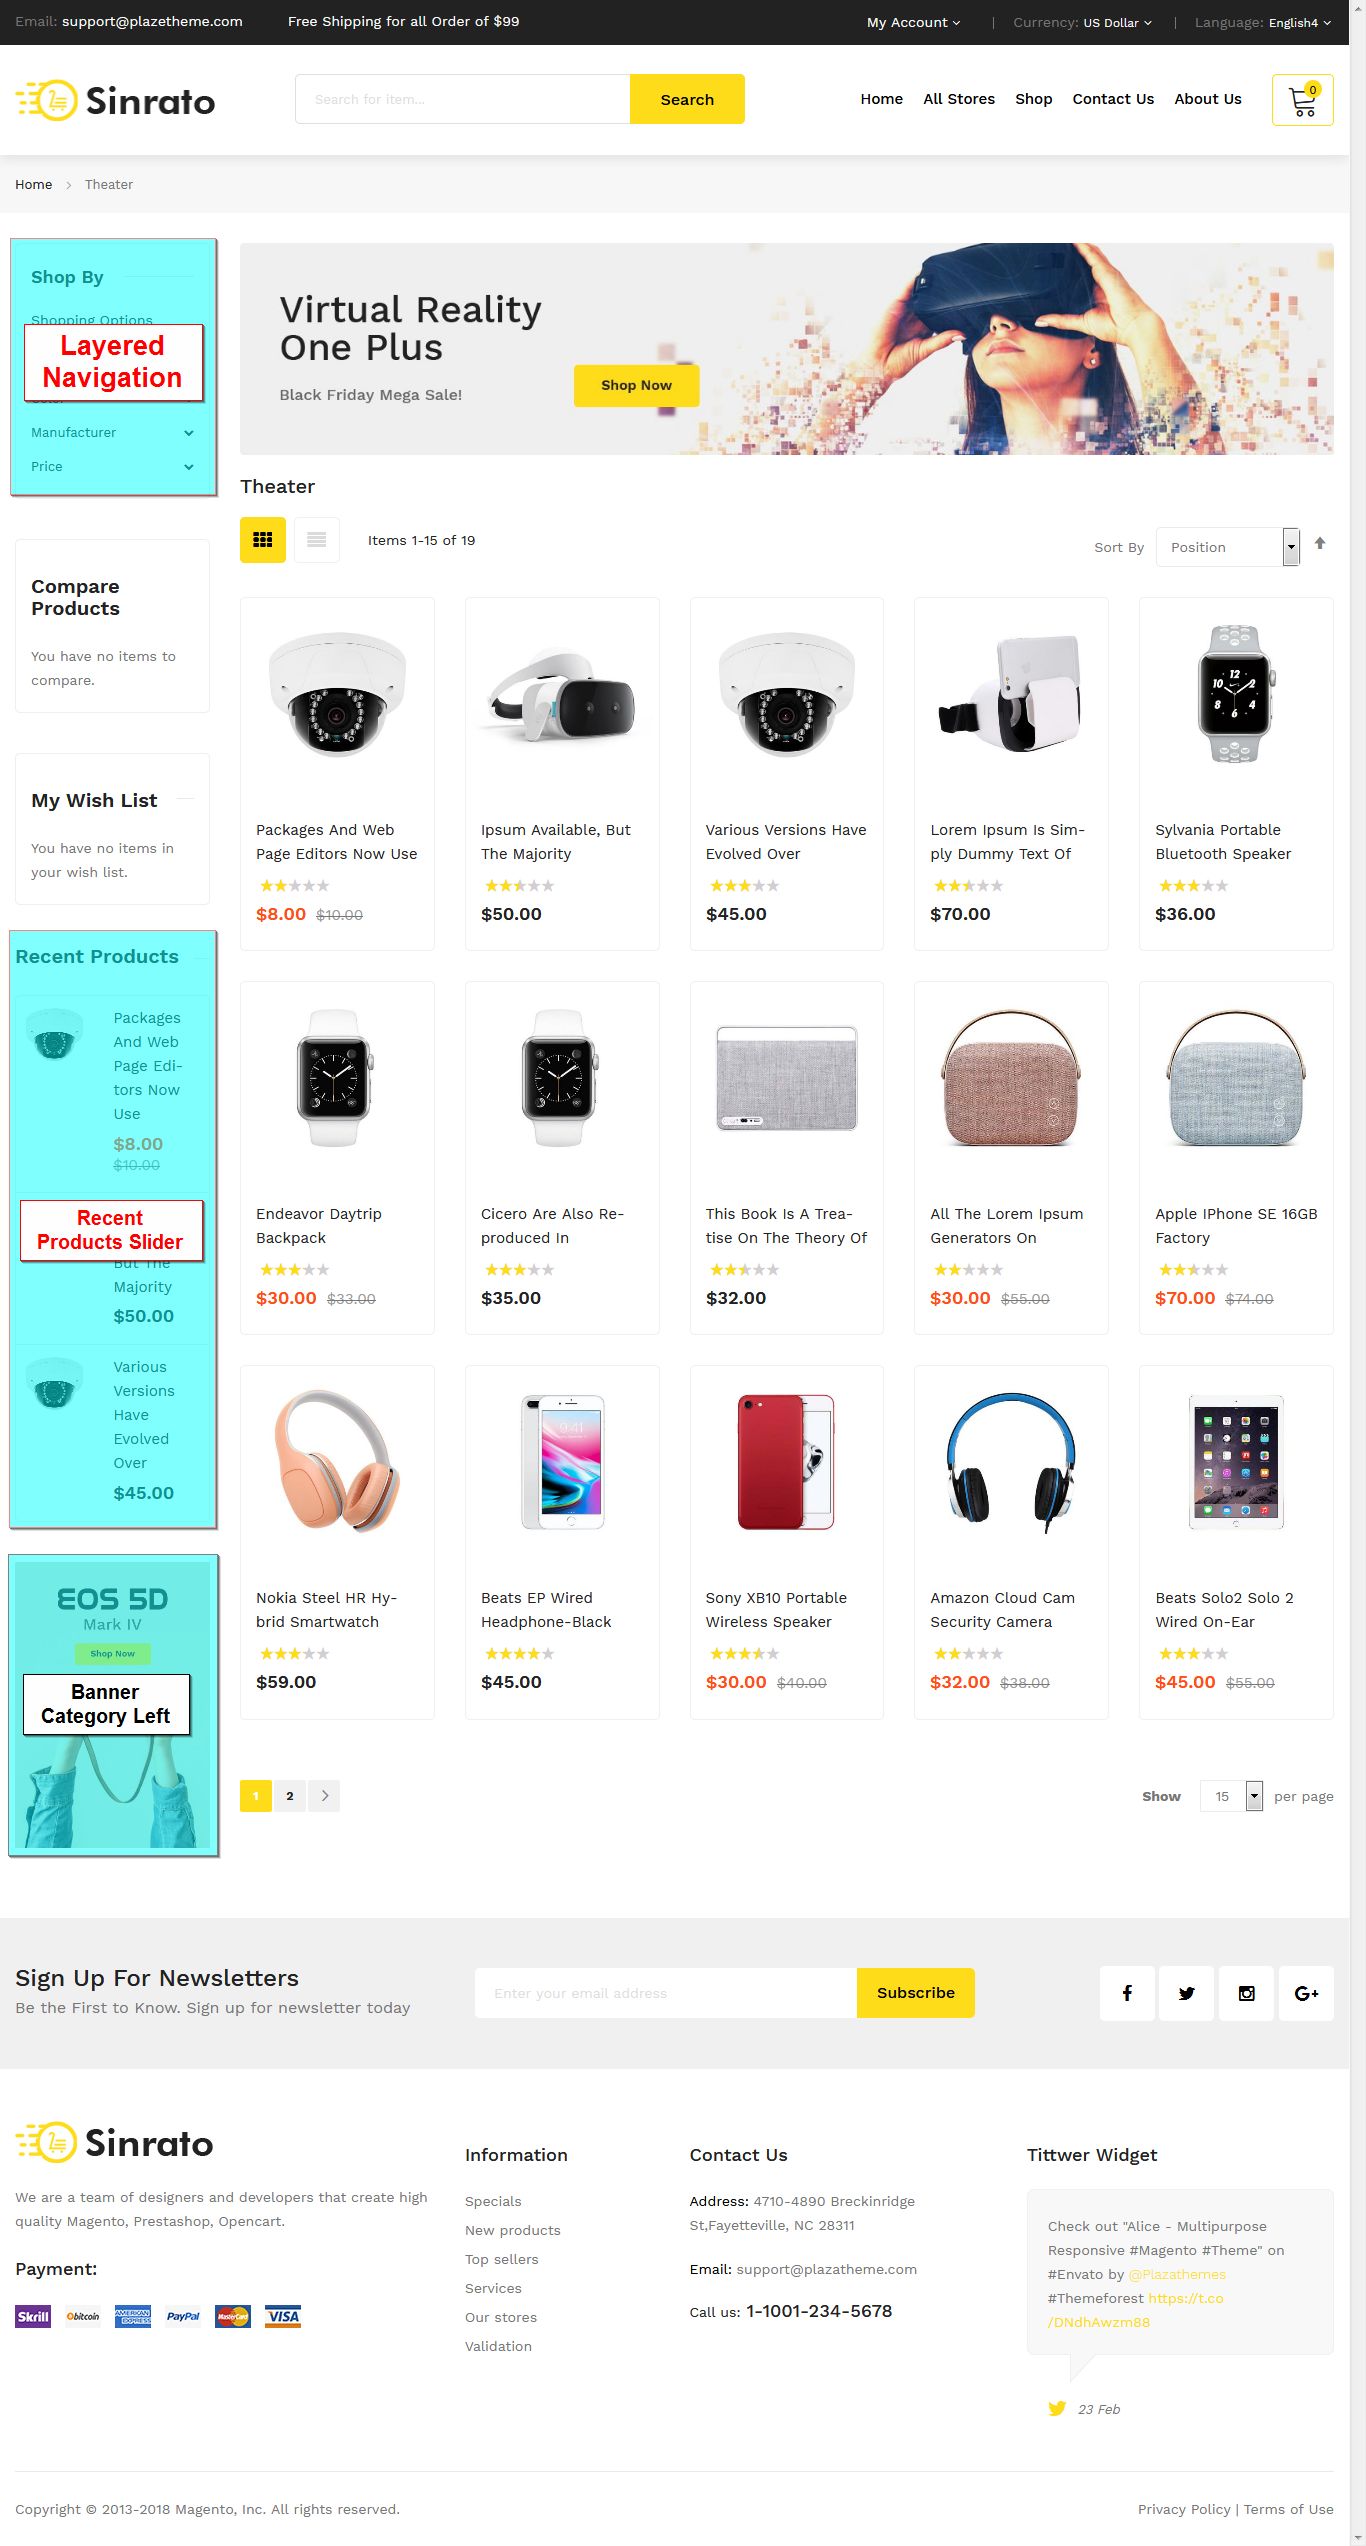 Email: support@plazetheme.com
Free Shipping for all Order of $99
My Account
Currency: US Dollar
Language: English4
Sinrato
Search for item...
Search
Home
All Stores
Shop
Contact Us
About Us
0
Home
Theater
Shop By
Shopping Options
Layered
Navigation
Manufacturer
Price
Virtual Reality
One Plus
Black Friday Mega Sale!
Shop Now
Theater
Items 1-15 of 19
Sort By
Position
Compare
Products
You have no items to
compare.
My Wish List
You have no items in
your wish list.
Recent Products
Packages
And Web
Page Edi-
tors Now
Use
$8.00
$10.00
Recent
Products Slider
But The
Majority
$50.00
Various
Versions
Have
Evolved
Over
$45.00
EOS 5D
Mark IV
Shop Now
Banner
Category Left
Packages And Web
Page Editors Now Use
$8.00 $10.00
Ipsum Available, But
The Majority
$50.00
Various Versions Have
Evolved Over
$45.00
Lorem Ipsum Is Sim-
ply Dummy Text Of
$70.00
Sylvania Portable
Bluetooth Speaker
$36.00
Endeavor Daytrip
Backpack
$30.00 $33.00
Cicero Are Also Re-
produced In
$35.00
This Book Is A Trea-
tise On The Theory Of
$32.00
All The Lorem Ipsum
Generators On
$30.00 $55.00
Apple IPhone SE 16GB
Factory
$70.00 $74.00
Nokia Steel HR Hy-
brid Smartwatch
$59.00
Beats EP Wired
Headphone-Black
$45.00
Sony XB10 Portable
Wireless Speaker
$30.00 $40.00
Amazon Cloud Cam
Security Camera
$32.00 $38.00
Beats Solo2 Solo 2
Wired On-Ear
$45.00 $55.00
1
2
Show
15
per page
Sign Up For Newsletters
Be the First to Know. Sign up for newsletter today
Enter your email address
Subscribe
Sinrato
We are a team of designers and developers that create high
quality Magento, Prestashop, Opencart.
Payment:
Skrill
bitcoin
AMERICAN
EXPRESS
PayPal
MasterCard
VISA
Information
Specials
New products
Top sellers
Services
Our stores
Validation
Contact Us
Address: 4710-4890 Breckinridge
St,Fayetteville, NC 28311
Email: support@plazatheme.com
Call us: 1-1001-234-5678
Tittwer Widget
Check out "Alice - Multipurpose
Responsive #Magento #Theme" on
#Envato by @Plazathemes
#Themeforest https://t.co
/DNdhAwzm88
23 Feb
Copyright © 2013-2018 Magento, Inc. All rights reserved.
Privacy Policy | Terms of Use